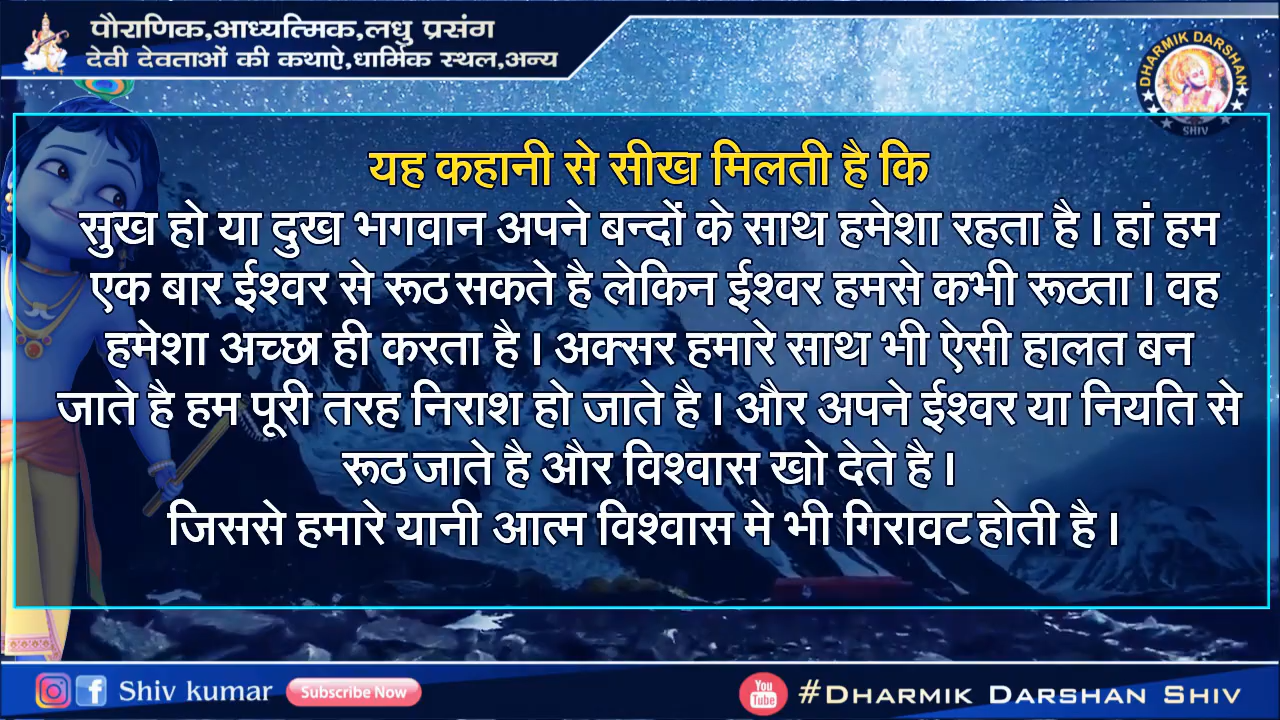 पौराणिक,आध्यत्मिक,लधु प्रसंग
देवी देवताओं की कथाऐ,धार्मिक स्थल,अन्य
DHARMIK DARSHAN
SHIV
यह कहानी से सीख मिलती है कि
सुख हो या दुख भगवान अपने बन्दों के साथ हमेशा रहता है । हां हम
एक बार ईश्वर से रूठ सकते है लेकिन ईश्वर हमसे कभी रूठता । वह
हमेशा अच्छा ही करता है । अक्सर हमारे साथ भी ऐसी हालत बन
जाते है हम पूरी तरह निराश हो जाते है । और अपने ईश्वर या नियति से
रूठ जाते है और विश्वास खो देते है ।
जिससे हमारे यानी आत्म विश्वास मे भी गिरावट होती है ।
Shiv kumar
Subscribe Now
You
Tube
#DHARMIK DARSHAN SHIV